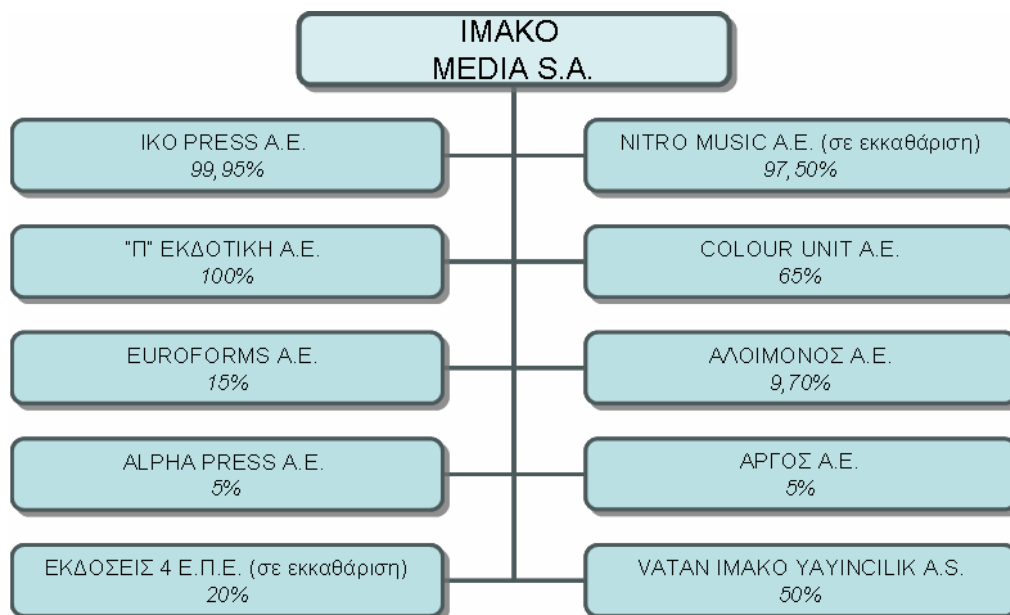 IMAKO
MEDIA S.A.
IKO PRESS A.E.
99,95%
NITRO MUSIC A.E. (σε εκκαθάριση)
97,50%
"Π" ΕΚΔΟΤΙΚΗ Α.Ε.
100%
COLOUR UNIT A.E.
65%
EUROFORMS A.E.
15%
ΑΛΟΙΜΟΝΟΣ Α.Ε.
9,70%
ALPHA PRESS A.E.
5%
ΑΡΓΟΣ Α.Ε.
5%
ΕΚΔΟΣΕΙΣ 4 Ε.Π.Ε. (σε εκκαθάριση)
20%
VATAN IMAKO YAYINCILIK A.S.
50%